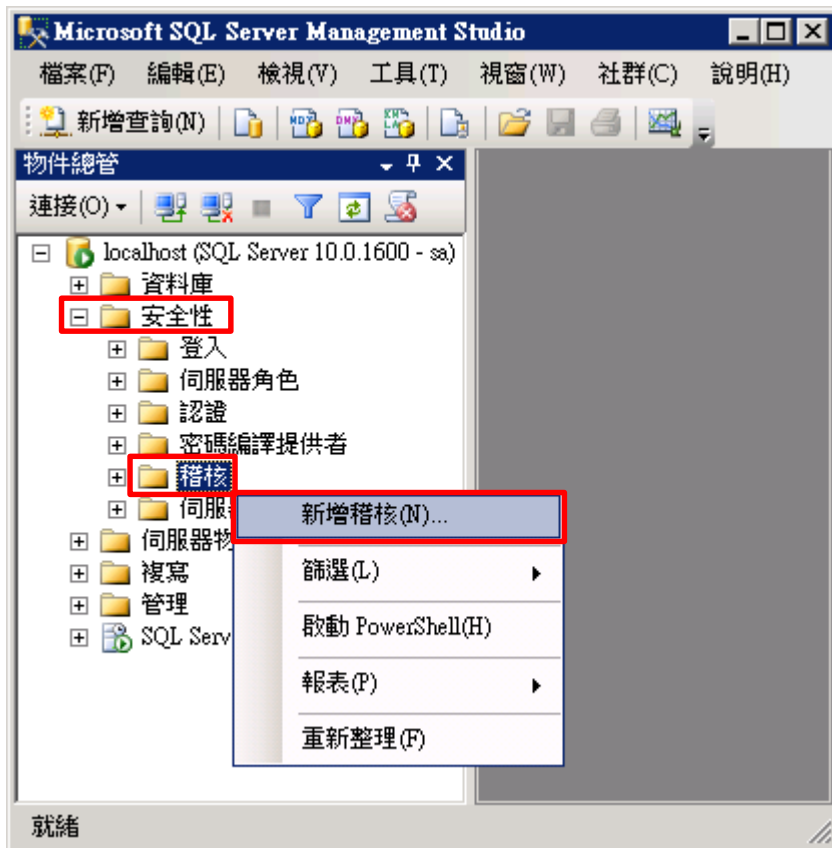 Microsoft SQL Server Management Studio
檔案(F) 編輯(E) 檢視(V) 工具(T) 視窗(W) 社群(C) 說明(H)
新增查詢(N)
物件總管
連接(O)
localhost (SQL Server 10.0.1600 - sa)
資料庫
安全性
登入
伺服器角色
認證
密碼編譯提供者
稽核
伺服
新增稽核(N)...
伺服器物
篩選(L)
複寫
管理
啟動 PowerShell(H)
SQL Serv
報表(P)
重新整理(F)
就緒